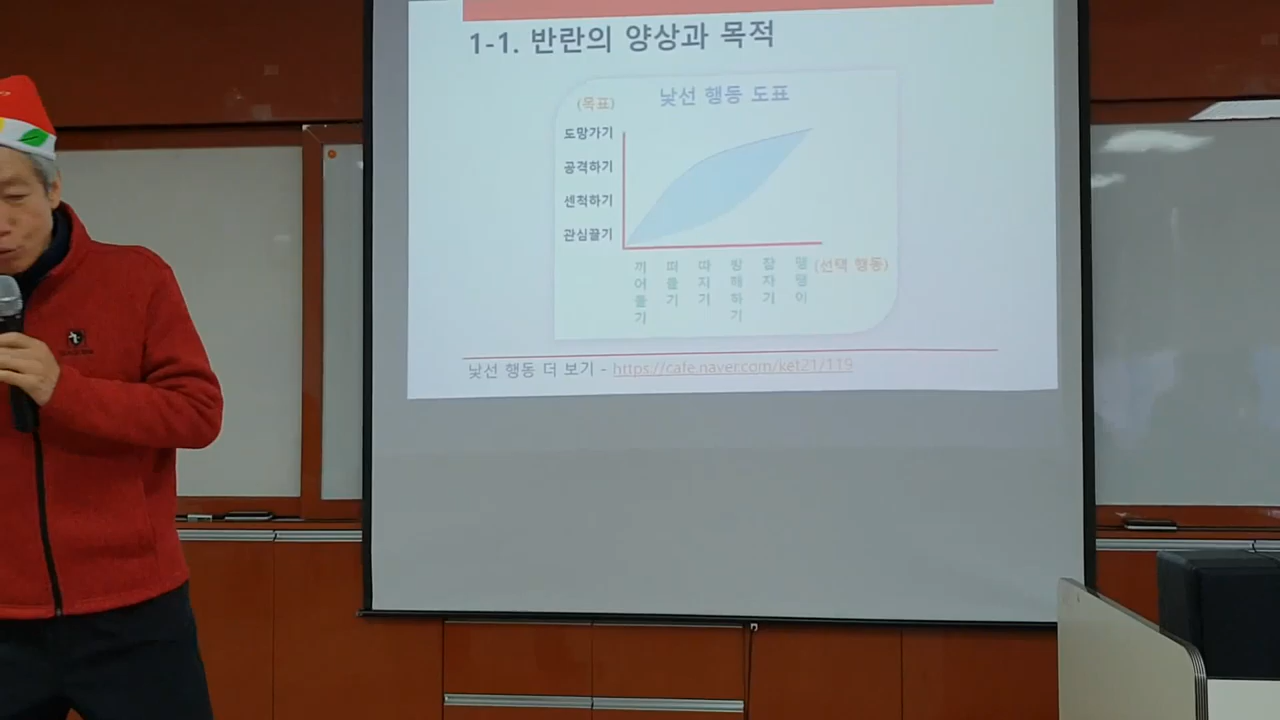 1-1. 반란의 양상과 목적
낯선 행동 도표
(목표)
도망가기
공격하기
센척하기
관심끌기
끼어들기
떠들기
따지기
방해하기
잠자기
땡땡이
(선택 행동)
낯선 행동 더 보기 - https://cafe.naver.com/ket21/119